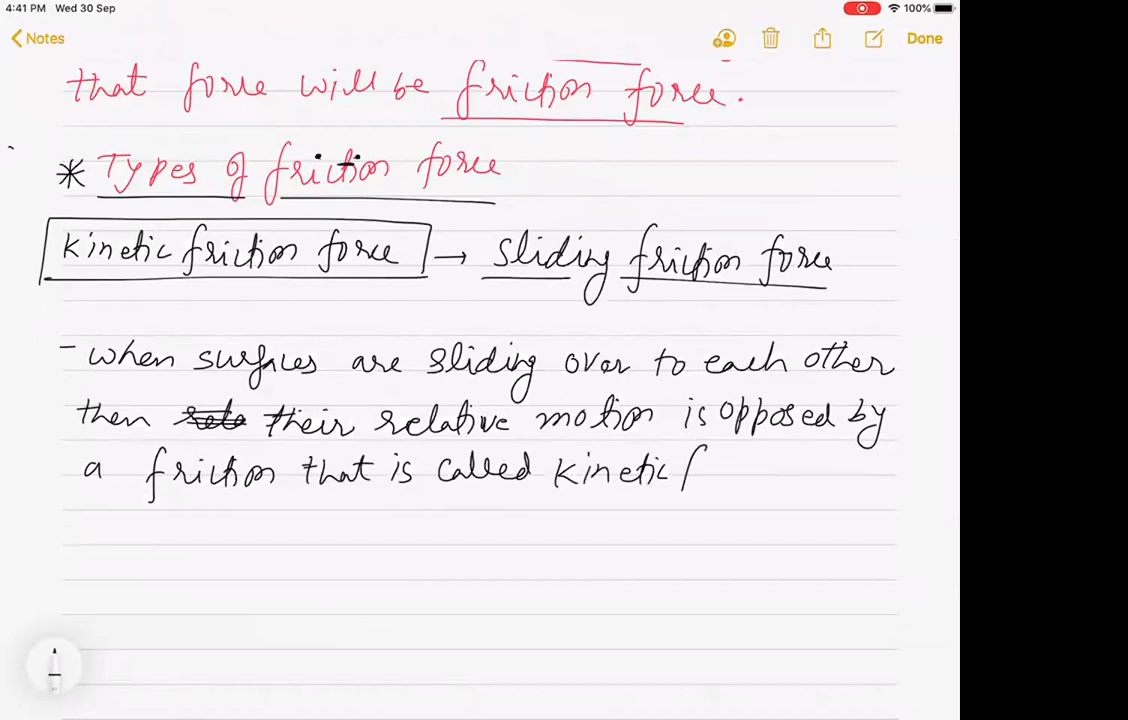 4:41 PM Wed 30 Sep 100%
Notes Done
that force will be friction force.
* Types of friction force
Kinetic friction force → sliding friction force
- when surfaces are sliding over to each other
then their relative motion is opposed by
a friction that is called kinetic f